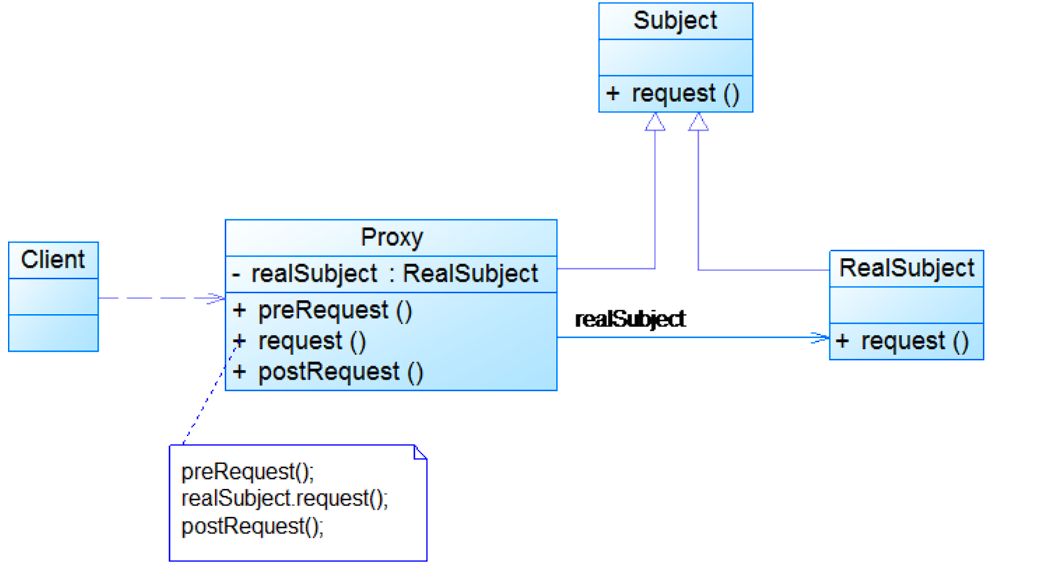 Subject
+ request ()
Client
Proxy
- realSubject : RealSubject
+ preRequest ()
+ request ()
+ postRequest ()
realSubject
RealSubject
+ request ()
preRequest();
realSubject.request();
postRequest();